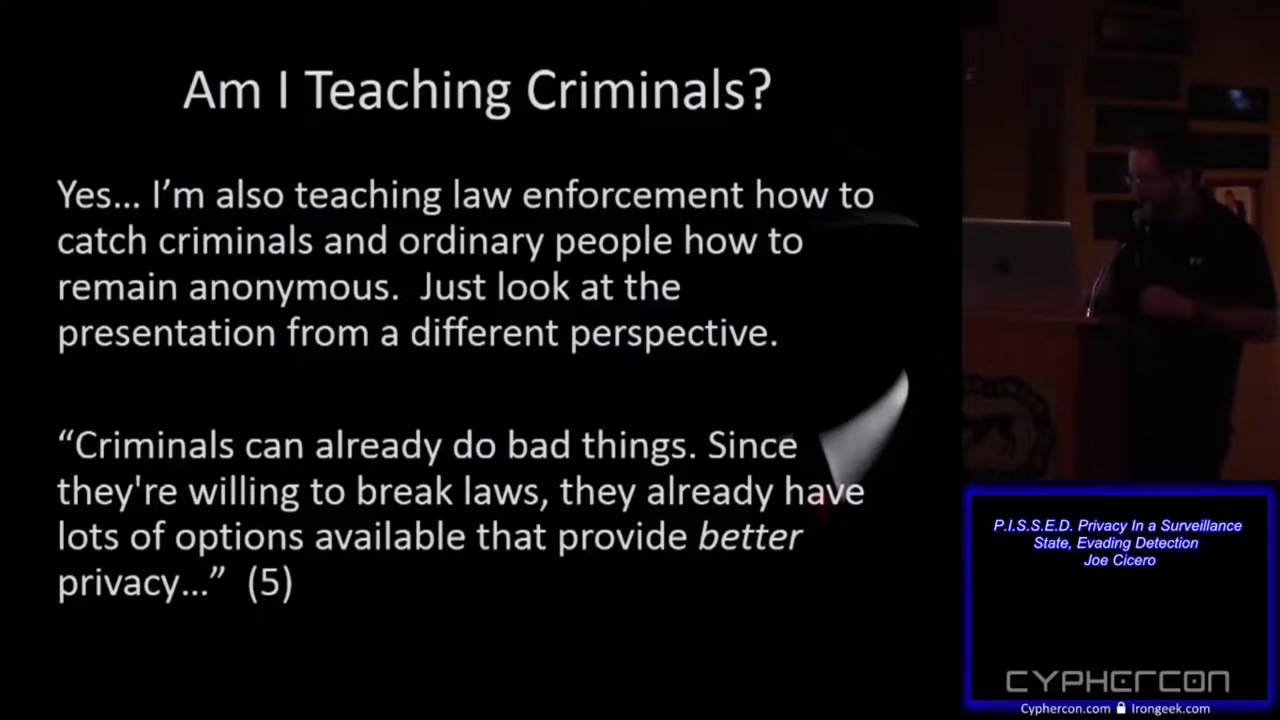 Am I Teaching Criminals?
Yes... I'm also teaching law enforcement how to
catch criminals and ordinary people how to
remain anonymous.  Just look at the
presentation from a different perspective.
“Criminals can already do bad things. Since
they're willing to break laws, they already have
lots of options available that provide better
privacy...”  (5)
P.I.S.S.E.D. Privacy In a Surveillance
State, Evading Detection
Joe Cicero
CYPHERCON
Cyphercon.com Irongeek.com